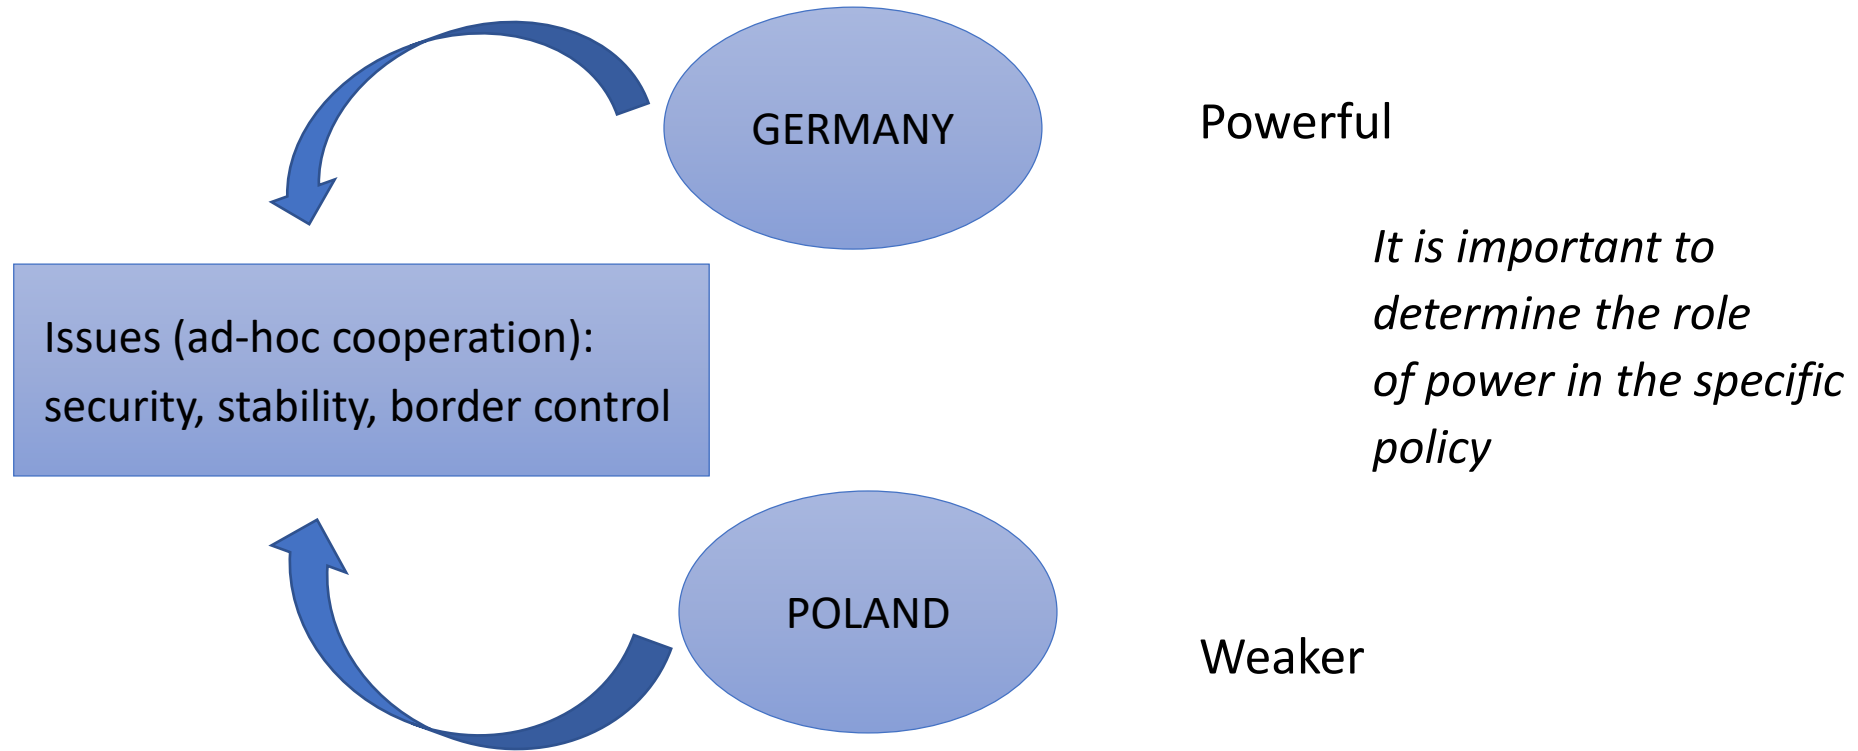 GERMANY
Powerful
It is important to
determine the role
of power in the specific
policy
Issues (ad-hoc cooperation):
security, stability, border control
POLAND
Weaker